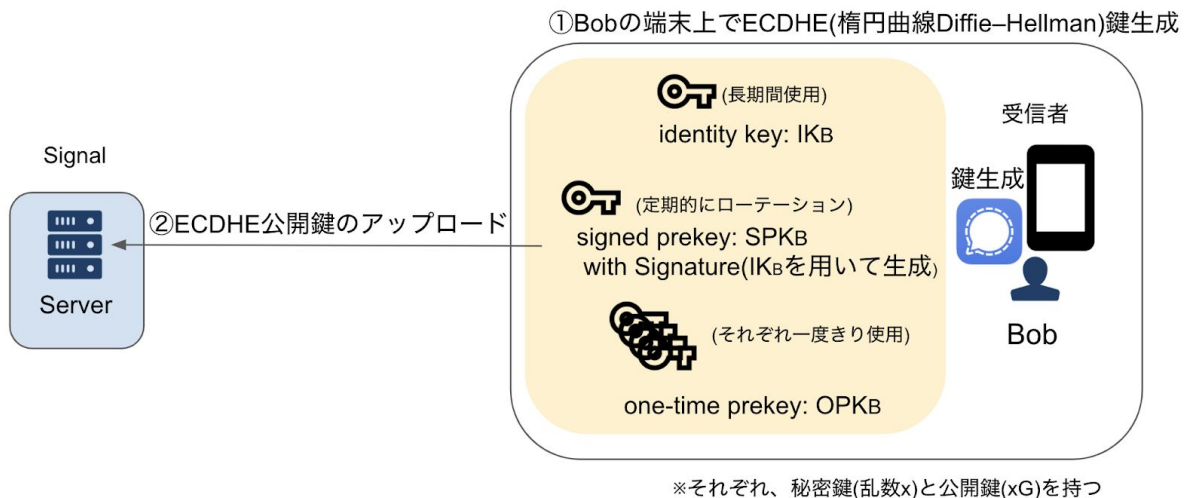 ①Bobの端末上でECDHE(楕円曲線Diffie–Hellman)鍵生成
(長期間使用)
identity key: IKB
受信者
Signal
鍵生成
(定期的にローテーション)
②ECDHE公開鍵のアップロード
signed prekey: SPKB
with Signature(IKBを用いて生成)
Server
(それぞれ一度きり使用)
Bob
one-time prekey: OPKB
※それぞれ、秘密鍵(乱数x)と公開鍵(xG)を持つ